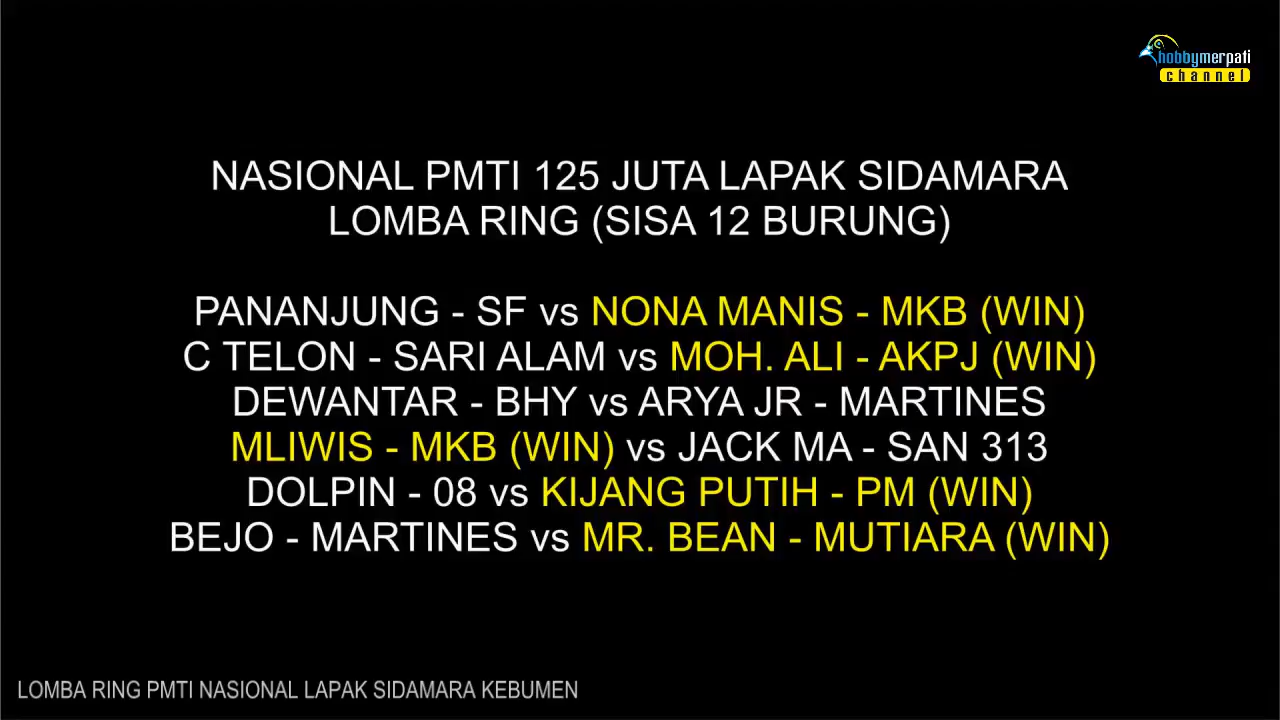 hobbymerpati
channel
NASIONAL PMTI 125 JUTA LAPAK SIDAMARA
LOMBA RING (SISA 12 BURUNG)
PANANJUNG - SF vs NONA MANIS - MKB (WIN)
C TELON - SARI ALAM vs MOH. ALI - AKPJ (WIN)
DEWANTAR - BHY vs ARYA JR - MARTINES
MLIWIS - MKB (WIN) vs JACK MA - SAN 313
DOLPIN - 08 vs KIJANG PUTIH - PM (WIN)
BEJO - MARTINES vs MR. BEAN - MUTIARA (WIN)
LOMBA RING PMTI NASIONAL LAPAK SIDAMARA KEBUMEN